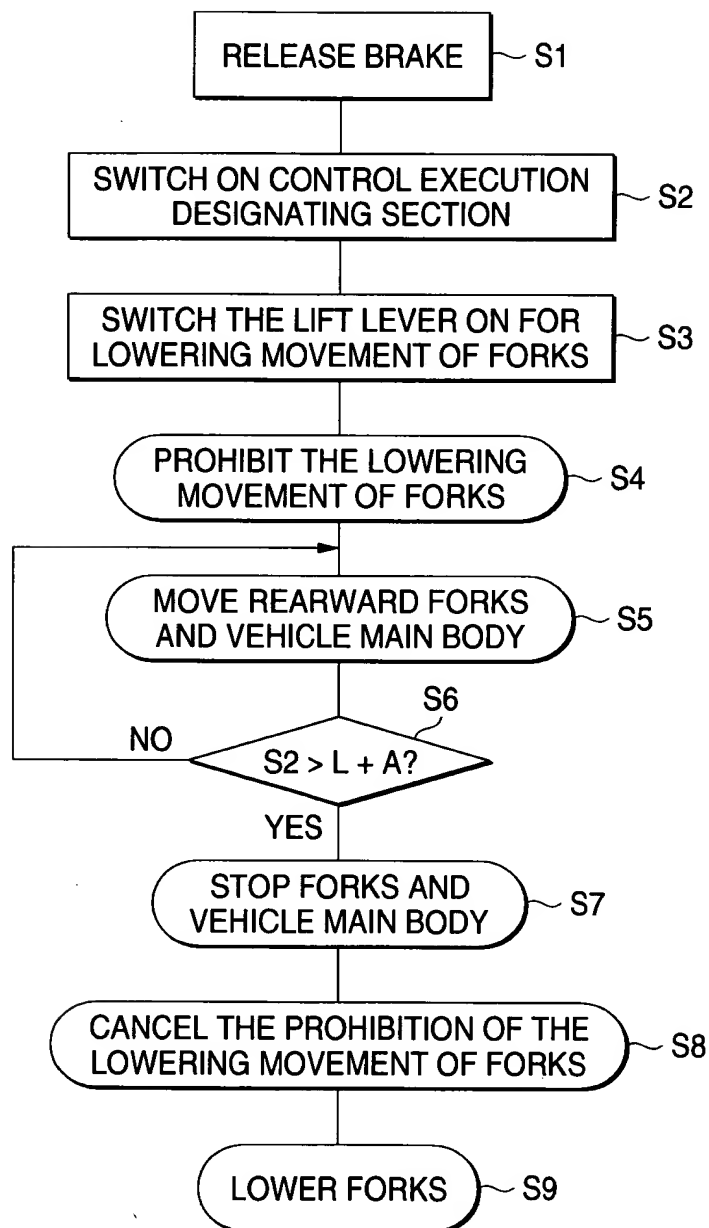 RELEASE BRAKE
S1
SWITCH ON CONTROL EXECUTION
DESIGNATING SECTION
S2
SWITCH THE LIFT LEVER ON FOR
LOWERING MOVEMENT OF FORKS
S3
PROHIBIT THE LOWERING
MOVEMENT OF FORKS
S4
MOVE REARWARD FORKS
AND VEHICLE MAIN BODY
S5
S6
NO
S2 > L + A?
YES
STOP FORKS AND
VEHICLE MAIN BODY
S7
CANCEL THE PROHIBITION OF THE
LOWERING MOVEMENT OF FORKS
S8
LOWER FORKS
S9